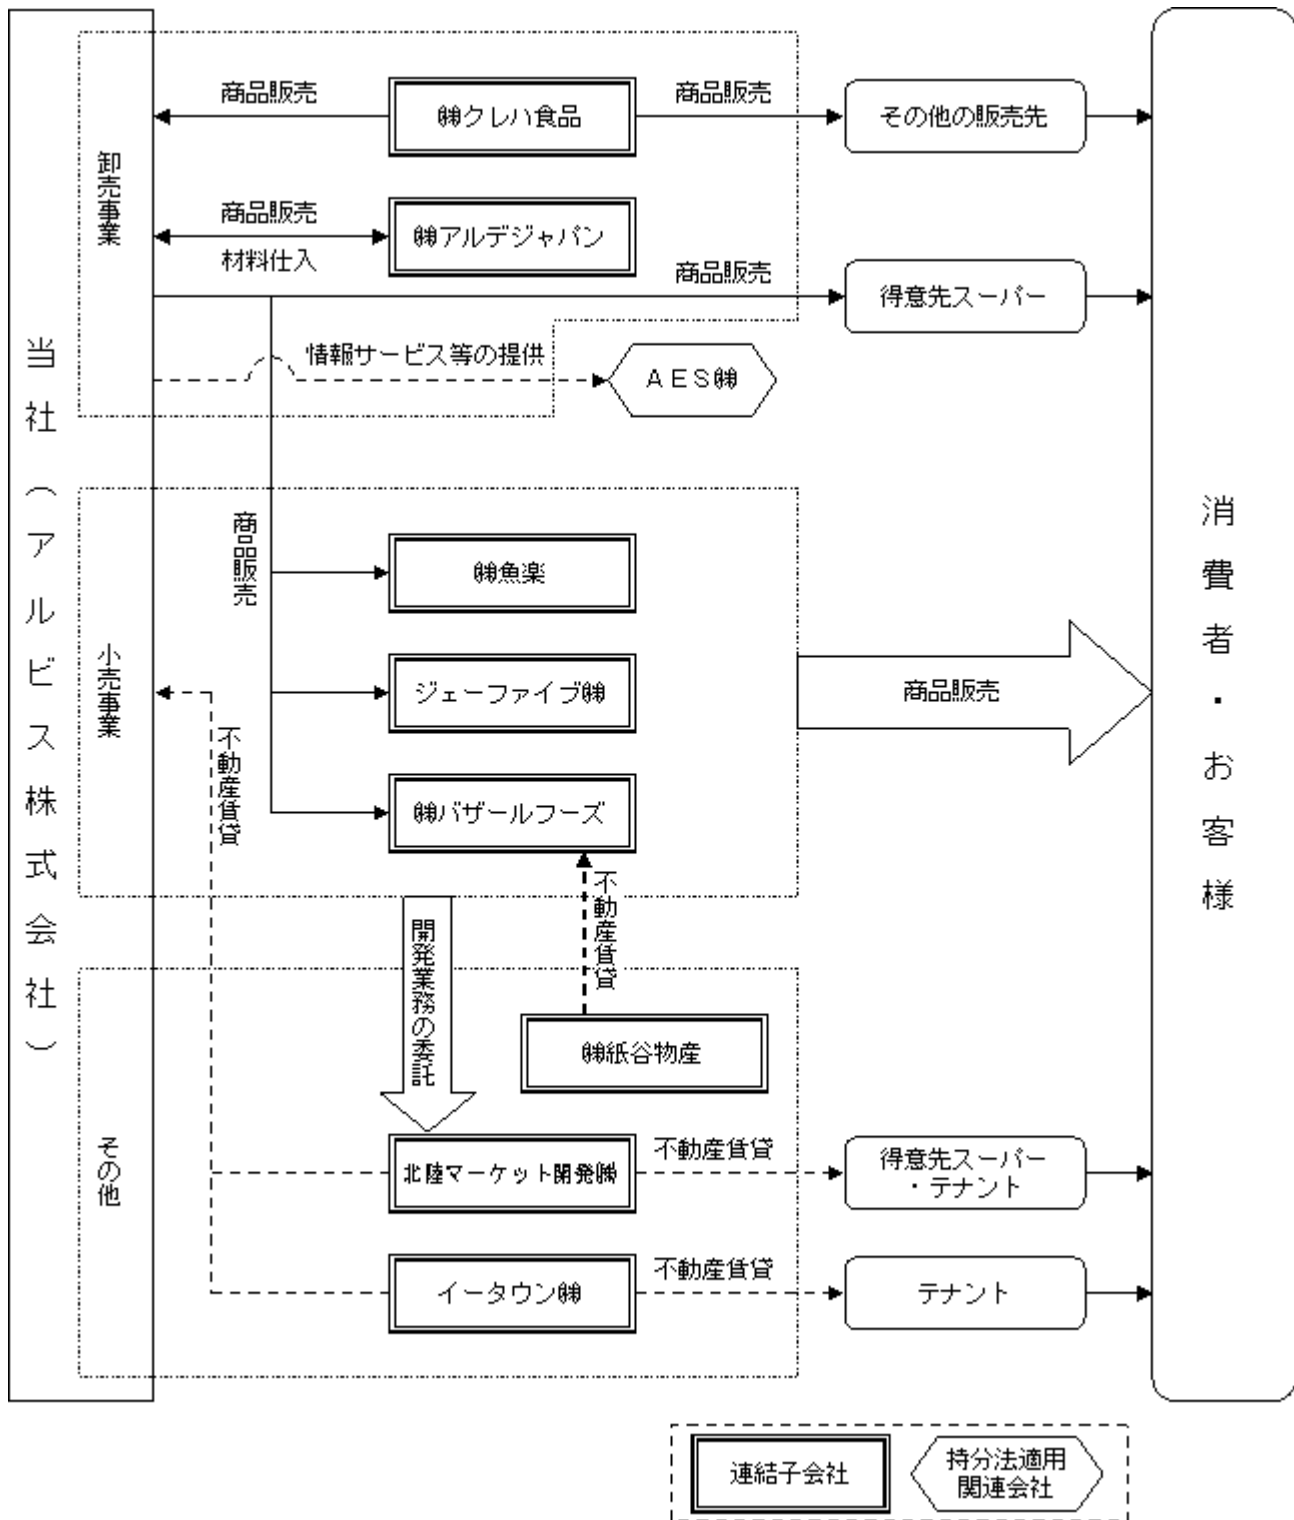 当社（アルビス株式会社）
卸売事業
商品販売
㈱クレハ食品
商品販売
その他の販売先
商品販売
材料仕入
㈱アルデジャパン
商品販売
得意先スーパー
情報サービス等の提供
ＡＥＳ㈱
小売事業
商品販売
㈱魚楽
ジェーファイブ㈱
㈱バザールフーズ
不動産賃貸
商品販売
消費者・お客様
不動産賃貸
開発業務の委託
その他
㈱紙谷物産
北陸マーケット開発㈱
不動産賃貸
得意先スーパー
・テナント
イータウン㈱
不動産賃貸
テナント
連結子会社
持分法適用
関連会社